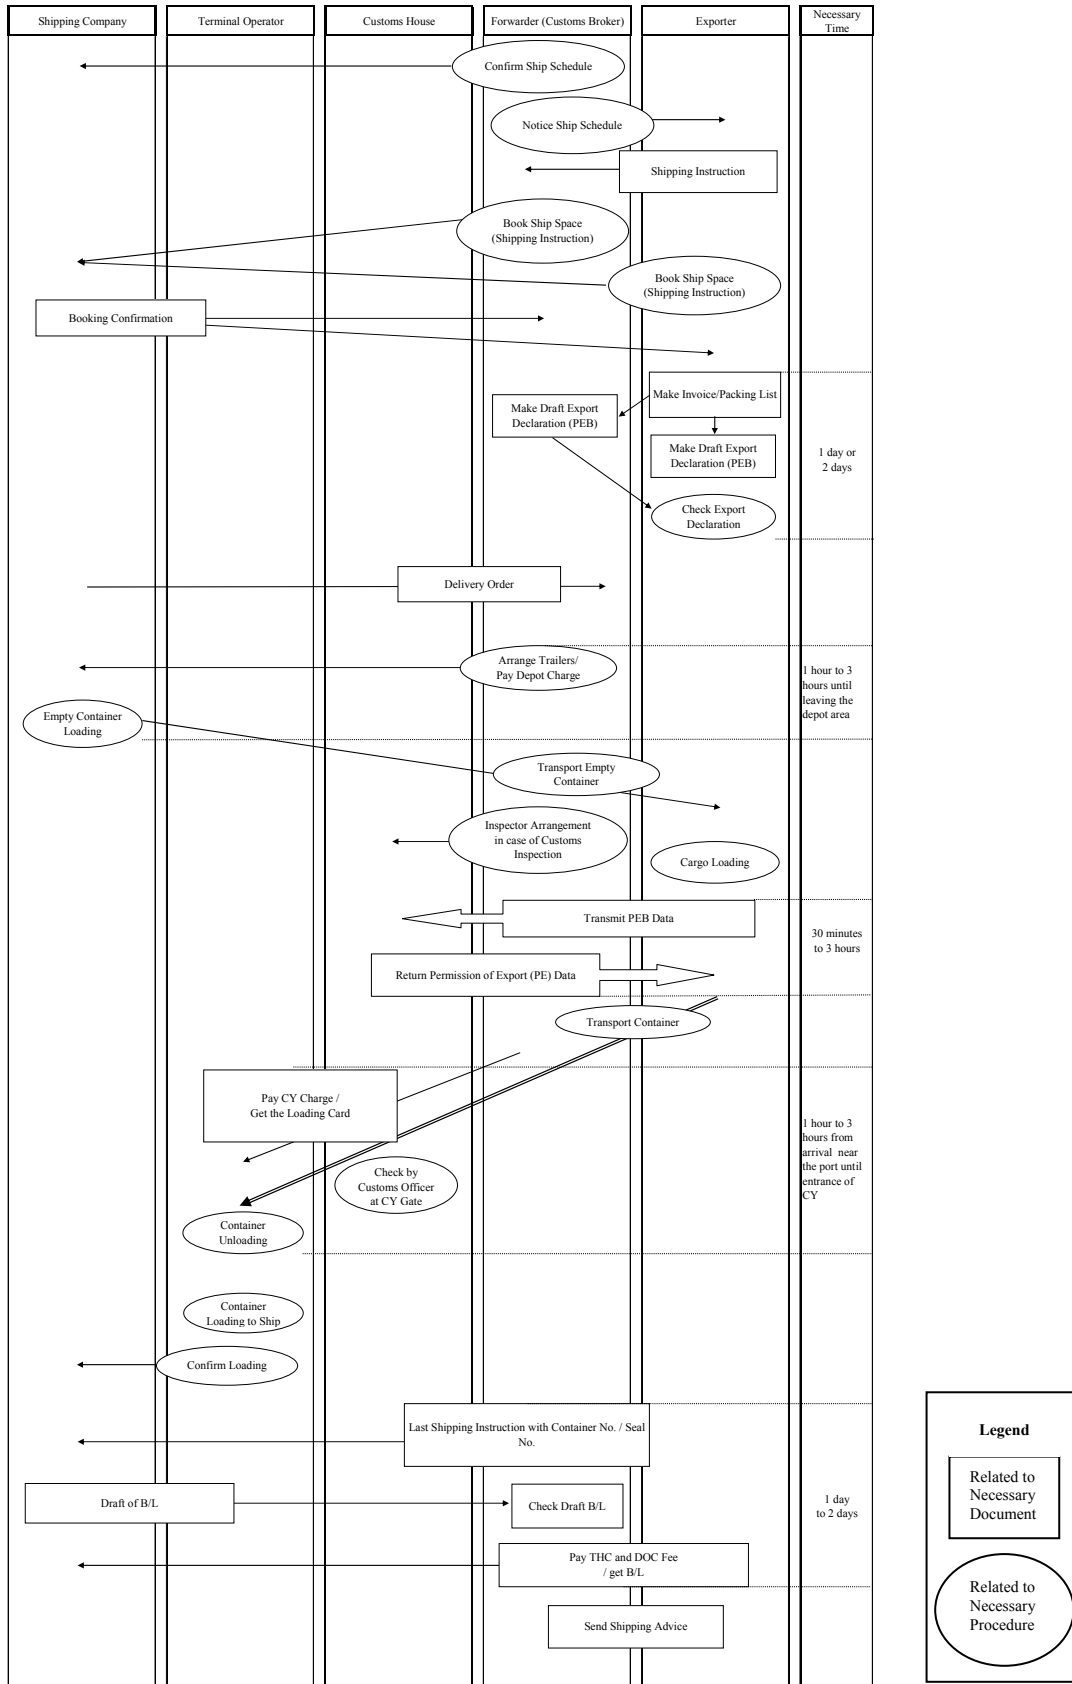 Shipping Company
Terminal Operator
Customs House
Forwarder (Customs Broker)
Exporter
Necessary
Time
Confirm Ship Schedule
Notice Ship Schedule
Shipping Instruction
Book Ship Space
(Shipping Instruction)
Book Ship Space
(Shipping Instruction)
Booking Confirmation
Make Invoice/Packing List
Make Draft Export
Declaration (PEB)
Make Draft Export
Declaration (PEB)
1 day or
2 days
Check Export
Declaration
Delivery Order
Arrange Trailers/
Pay Depot Charge
1 hour to 3
hours until
leaving the
depot area
Empty Container
Loading
Transport Empty
Container
Inspector Arrangement
in case of Customs
Inspection
Cargo Loading
Transmit PEB Data
30 minutes
to 3 hours
Return Permission of Export (PE) Data
Transport Container
Pay CY Charge /
Get the Loading Card
1 hour to 3
hours from
arrival near
the port until
entrance of
CY
Check by
Customs Officer
at CY Gate
Container
Unloading
Container
Loading to Ship
Confirm Loading
Last Shipping Instruction with Container No. / Seal
No.
Draft of B/L
Check Draft B/L
1 day
to 2 days
Pay THC and DOC Fee
/ get B/L
Send Shipping Advice
Legend
Related to
Necessary
Document
Related to
Necessary
Procedure